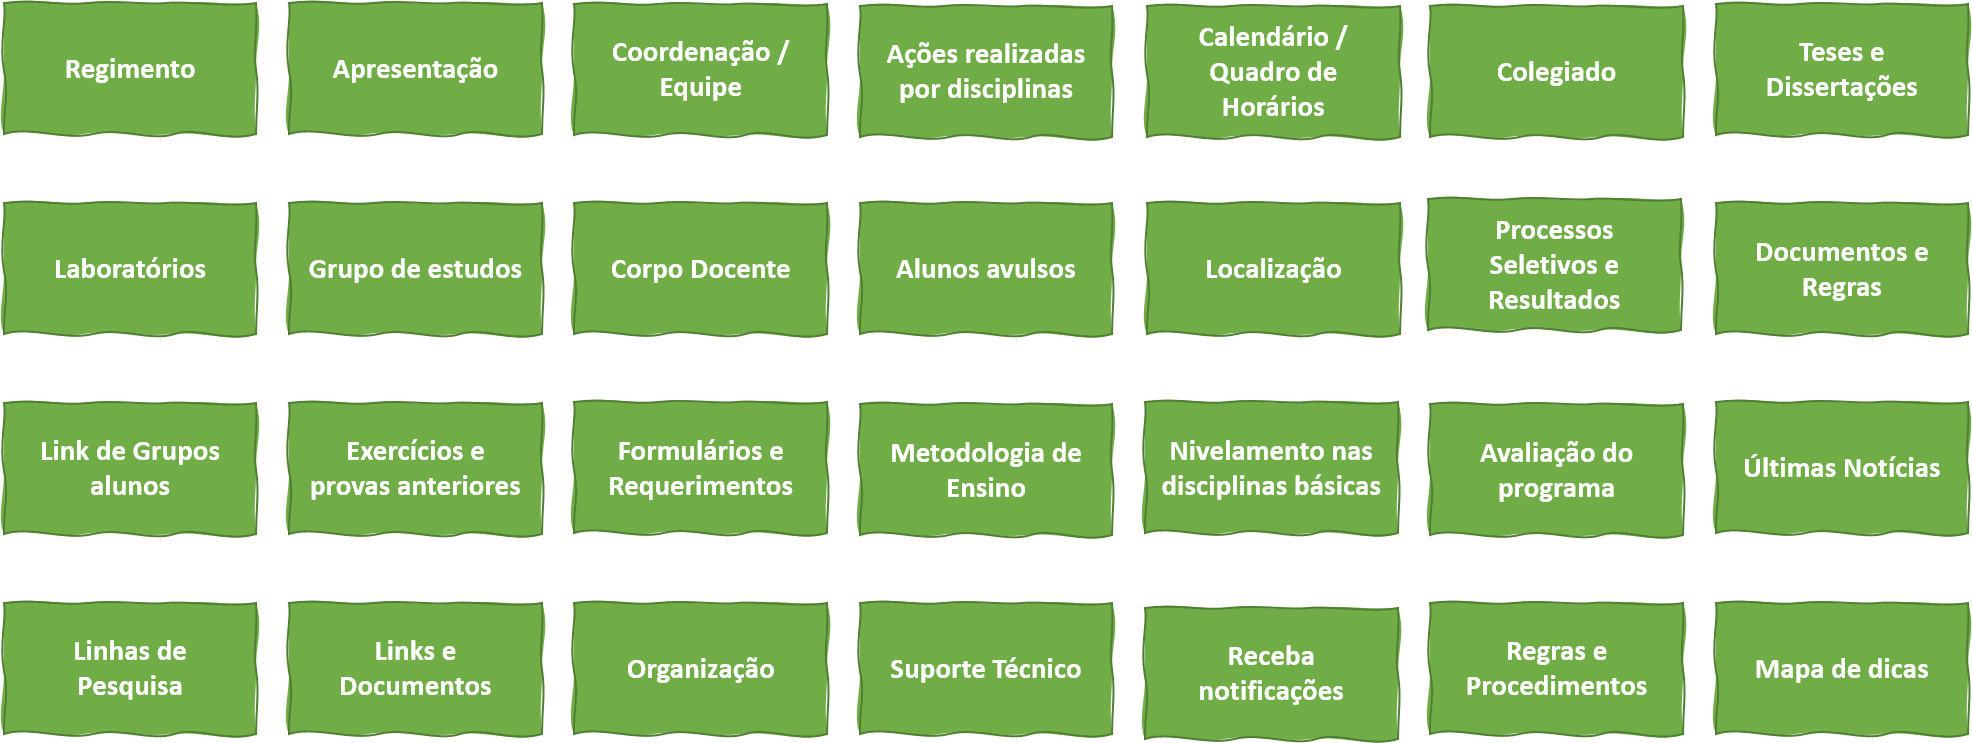 Regimento
Apresentação
Coordenação /
Equipe
Ações realizadas
por disciplinas
Calendário /
Quadro de
Horários
Colegiado
Teses e
Dissertações
Laboratórios
Grupo de estudos
Corpo Docente
Alunos avulsos
Localização
Processos
Seletivos e
Resultados
Documentos e
Regras
Link de Grupos
alunos
Exercícios e
provas anteriores
Formulários e
Requerimentos
Metodologia de
Ensino
Nivelamento nas
disciplinas básicas
Avaliação do
programa
Últimas Notícias
Linhas de
Pesquisa
Links e
Documentos
Organização
Suporte Técnico
Receba
notificações
Regras e
Procedimentos
Mapa de dicas